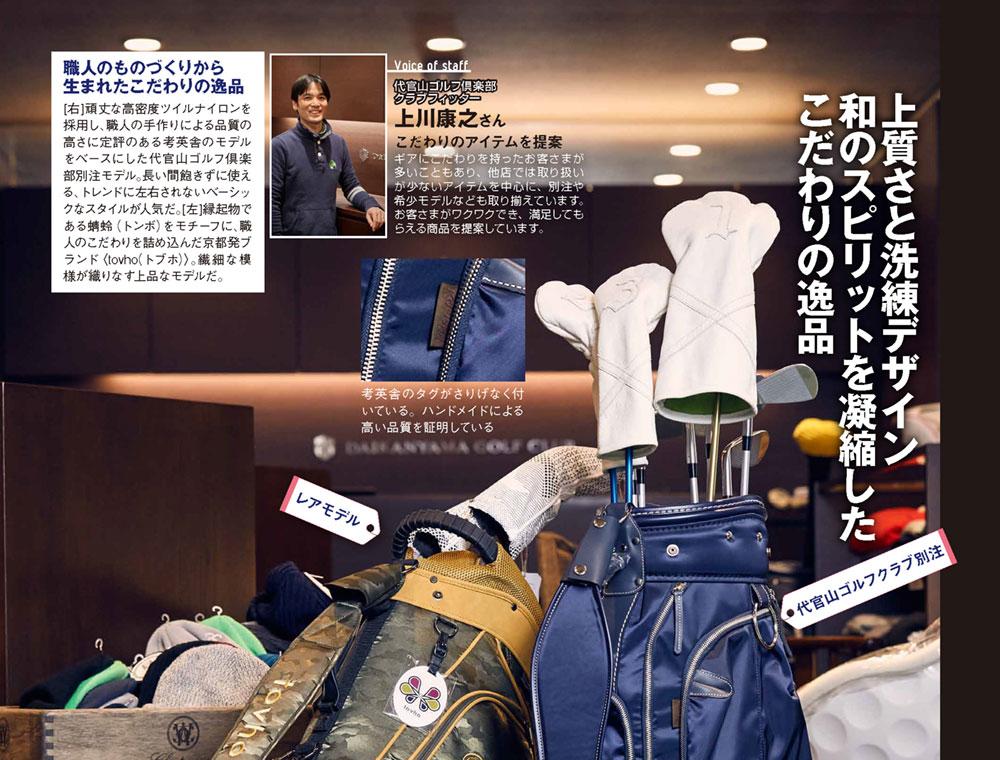 上質さと洗練デザイン
和のスピリットを凝縮した
こだわりの逸品
職人のものづくりから
生まれたこだわりの逸品
[右]頑丈な高密度ツイルナイロンを
採用し、職人の手作りによる品質の
高さに定評のある考英舎のモデル
をベースにした代官山ゴルフ倶楽
部別注モデル。長い間飽きずに使え
る、トレンドに左右されないベーシッ
クなスタイルが人気だ。[左]縁起物で
ある蜻蛉（トンボ）をモチーフに、職
人のこだわりを詰め込んだ京都発ブ
ランド〈tovho(トブホ)〉。繊細な模
様が織りなす上品なモデルだ。
Voice of staff
代官山ゴルフ倶楽部
クラブフィッター
上川康之さん
こだわりのアイテムを提案
ギアにこだわりを持ったお客さまが
多いこともあり、他店では取り扱い
が少ないアイテムを中心に、別注や
希少モデルなども取り揃えています。
お客さまがワクワクでき、満足しても
らえる商品を提案しています。
考英舎のタグがさりげなく付
いている。ハンドメイドによる
高い品質を証明している
DAIKANYAMA GOLF CLUB
レアモデル
代官山ゴルフクラブ別注
1
3
tovho
tovho